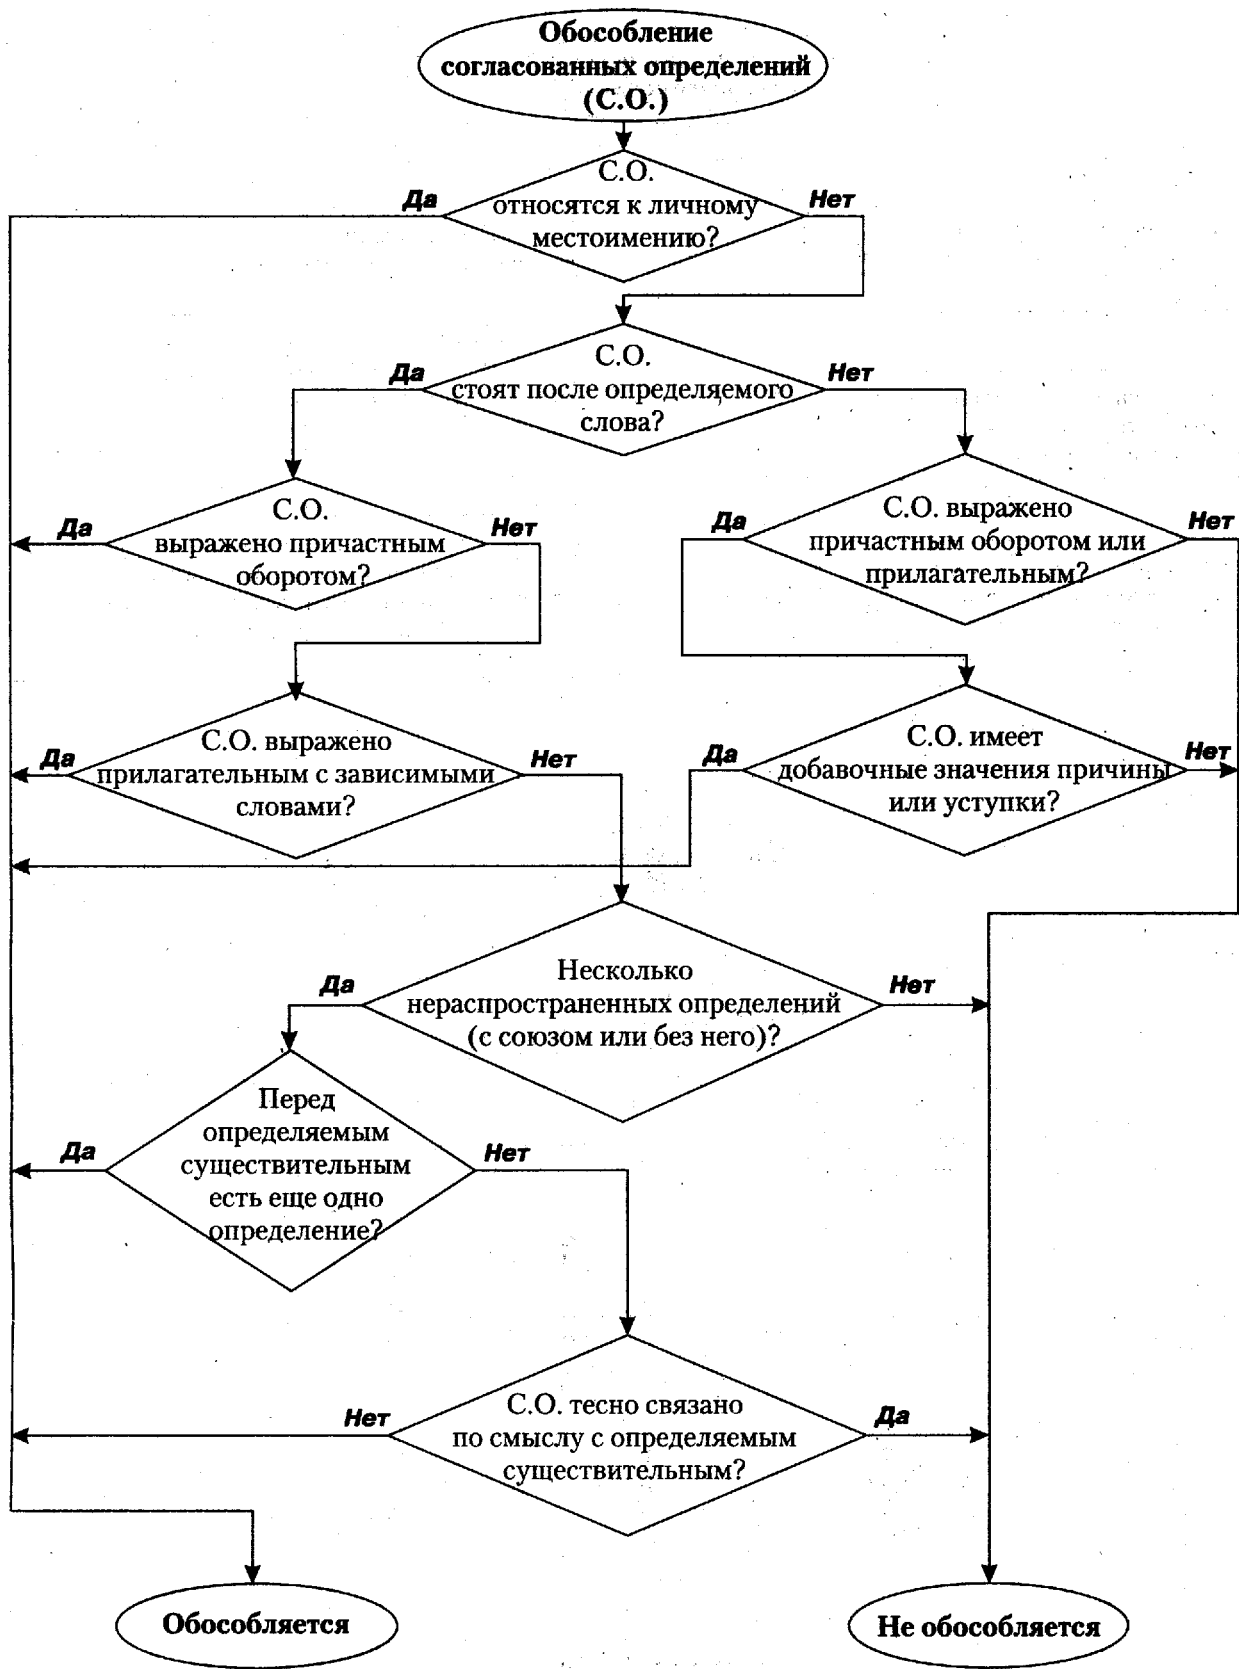 Обособление
согласованных определений
(С.О.)
С.О.
относятся к личному
местоимению?
Да
Нет
С.О.
стоят после определяемого
слова?
Да
Нет
С.О.
выражено причастным
оборотом?
Да
Нет
С.О. выражено
причастным оборотом или
прилагательным?
Да
Нет
С.О. выражено
прилагательным с зависимыми
словами?
Да
Нет
С.О. имеет
добавочные значения причины
или уступки?
Да
Нет
Несколько
нераспространенных определений
(с союзом или без него)?
Да
Нет
Перед
определяемым
существительным
есть еще одно
определение?
Да
Нет
С.О. тесно связано
по смыслу с определяемым
существительным?
Нет
Да
Обособляется
Не обособляется